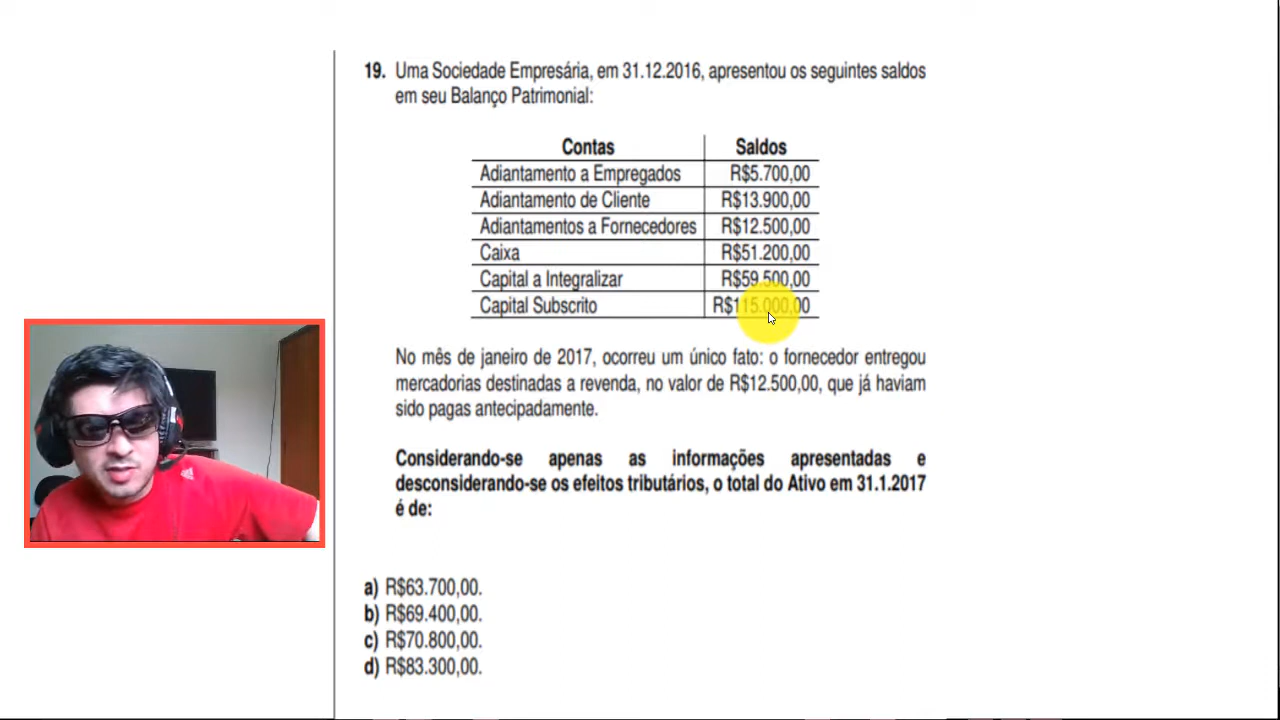 19. Uma Sociedade Empresária, em 31.12.2016, apresentou os seguintes saldos
em seu Balanço Patrimonial:
Contas Saldos
Adiantamento a Empregados R$5.700,00
Adiantamento de Cliente R$13.900,00
Adiantamentos a Fornecedores R$12.500,00
Caixa R$51.200,00
Capital a Integralizar R$59.500,00
Capital Subscrito R$115.000,00
No mês de janeiro de 2017, ocorreu um único fato: o fornecedor entregou
mercadorias destinadas a revenda, no valor de R$12.500,00, que já haviam
sido pagas antecipadamente.
Considerando-se apenas as informações apresentadas e
desconsiderando-se os efeitos tributários, o total do Ativo em 31.1.2017
é de:
a) R$63.700,00.
b) R$69.400,00.
c) R$70.800,00.
d) R$83.300,00.